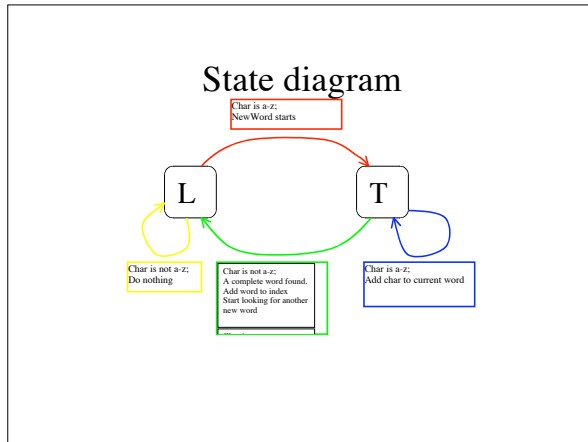 State diagram
Char is a-z;
NewWord starts
L
T
Char is not a-z;
Do nothing
Char is not a-z;
A complete word found.
Add word to index
Start looking for another
new word
Char is a-z;
Add char to current word